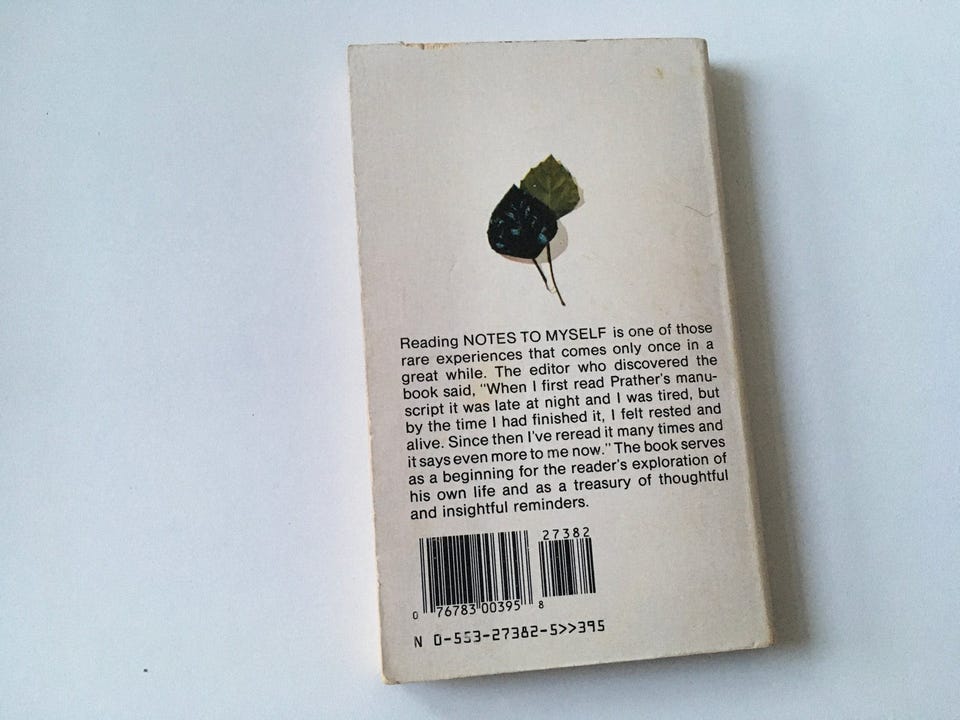 Reading NOTES TO MYSELF is one of those
rare experiences that comes only once in a
great while. The editor who discovered the
book said, "When I first read Prather's manu-
script it was late at night and I was tired, but
by the time I had finished it, I felt rested and
alive. Since then I've reread it many times and
it says even more to me now." The book serves
as a beginning for the reader's exploration of
his own life and as a treasury of thoughtful
and insightful reminders.
27382
0 76783 00395 8
N 0-553-27382-5>>395